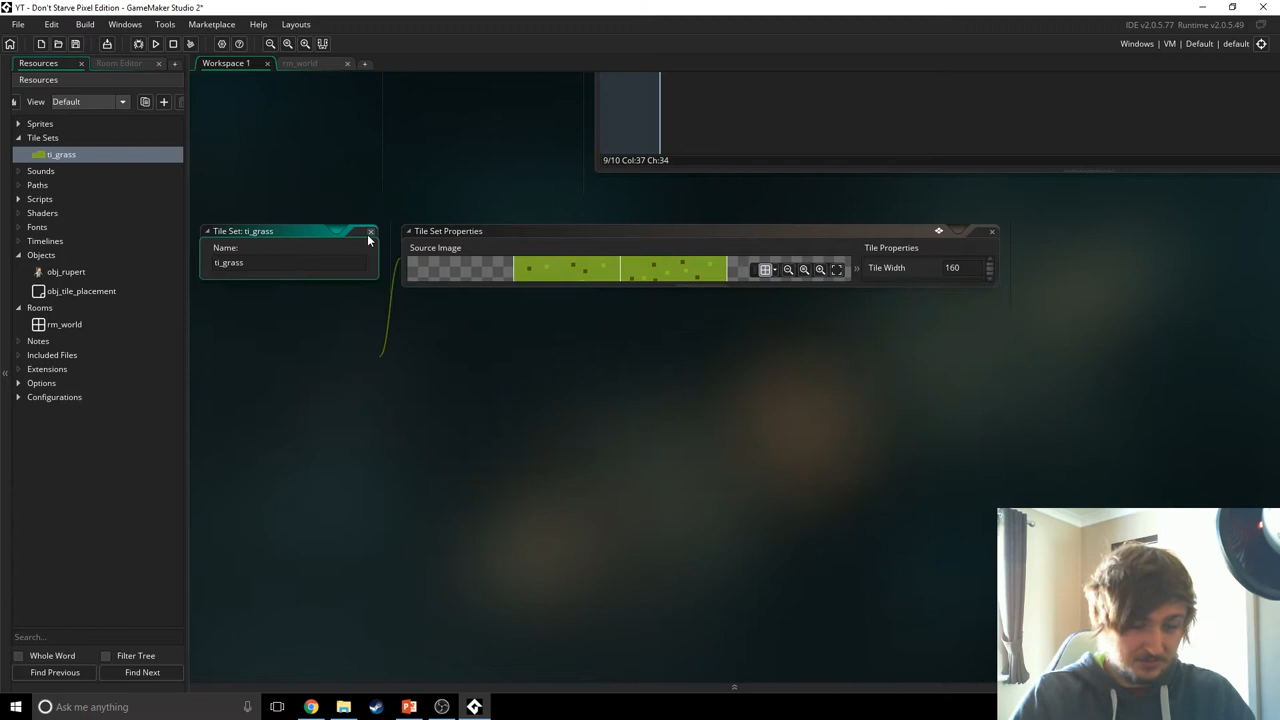 YT - Don't Starve Pixel Edition - GameMaker Studio 2*
File Edit Build Windows Tools Marketplace Help Layouts
IDE v2.0.5.77 Runtime v2.0.5.49
Windows | VM | Default | default
Resources Room Editor
Workspace 1 rm_world
Resources
View Default
Sprites
Tile Sets
ti_grass
Sounds
Paths
Scripts
Shaders
Fonts
Timelines
Objects
obj_rupert
obj_tile_placement
Rooms
rm_world
Notes
Included Files
Extensions
Options
Configurations
9/10 Col:37 Ch:34
Tile Set: ti_grass
Name:
ti_grass
Tile Set Properties
Source Image
Tile Properties
Tile Width 160
Search...
Whole Word Filter Tree
Find Previous Find Next
Ask me anything